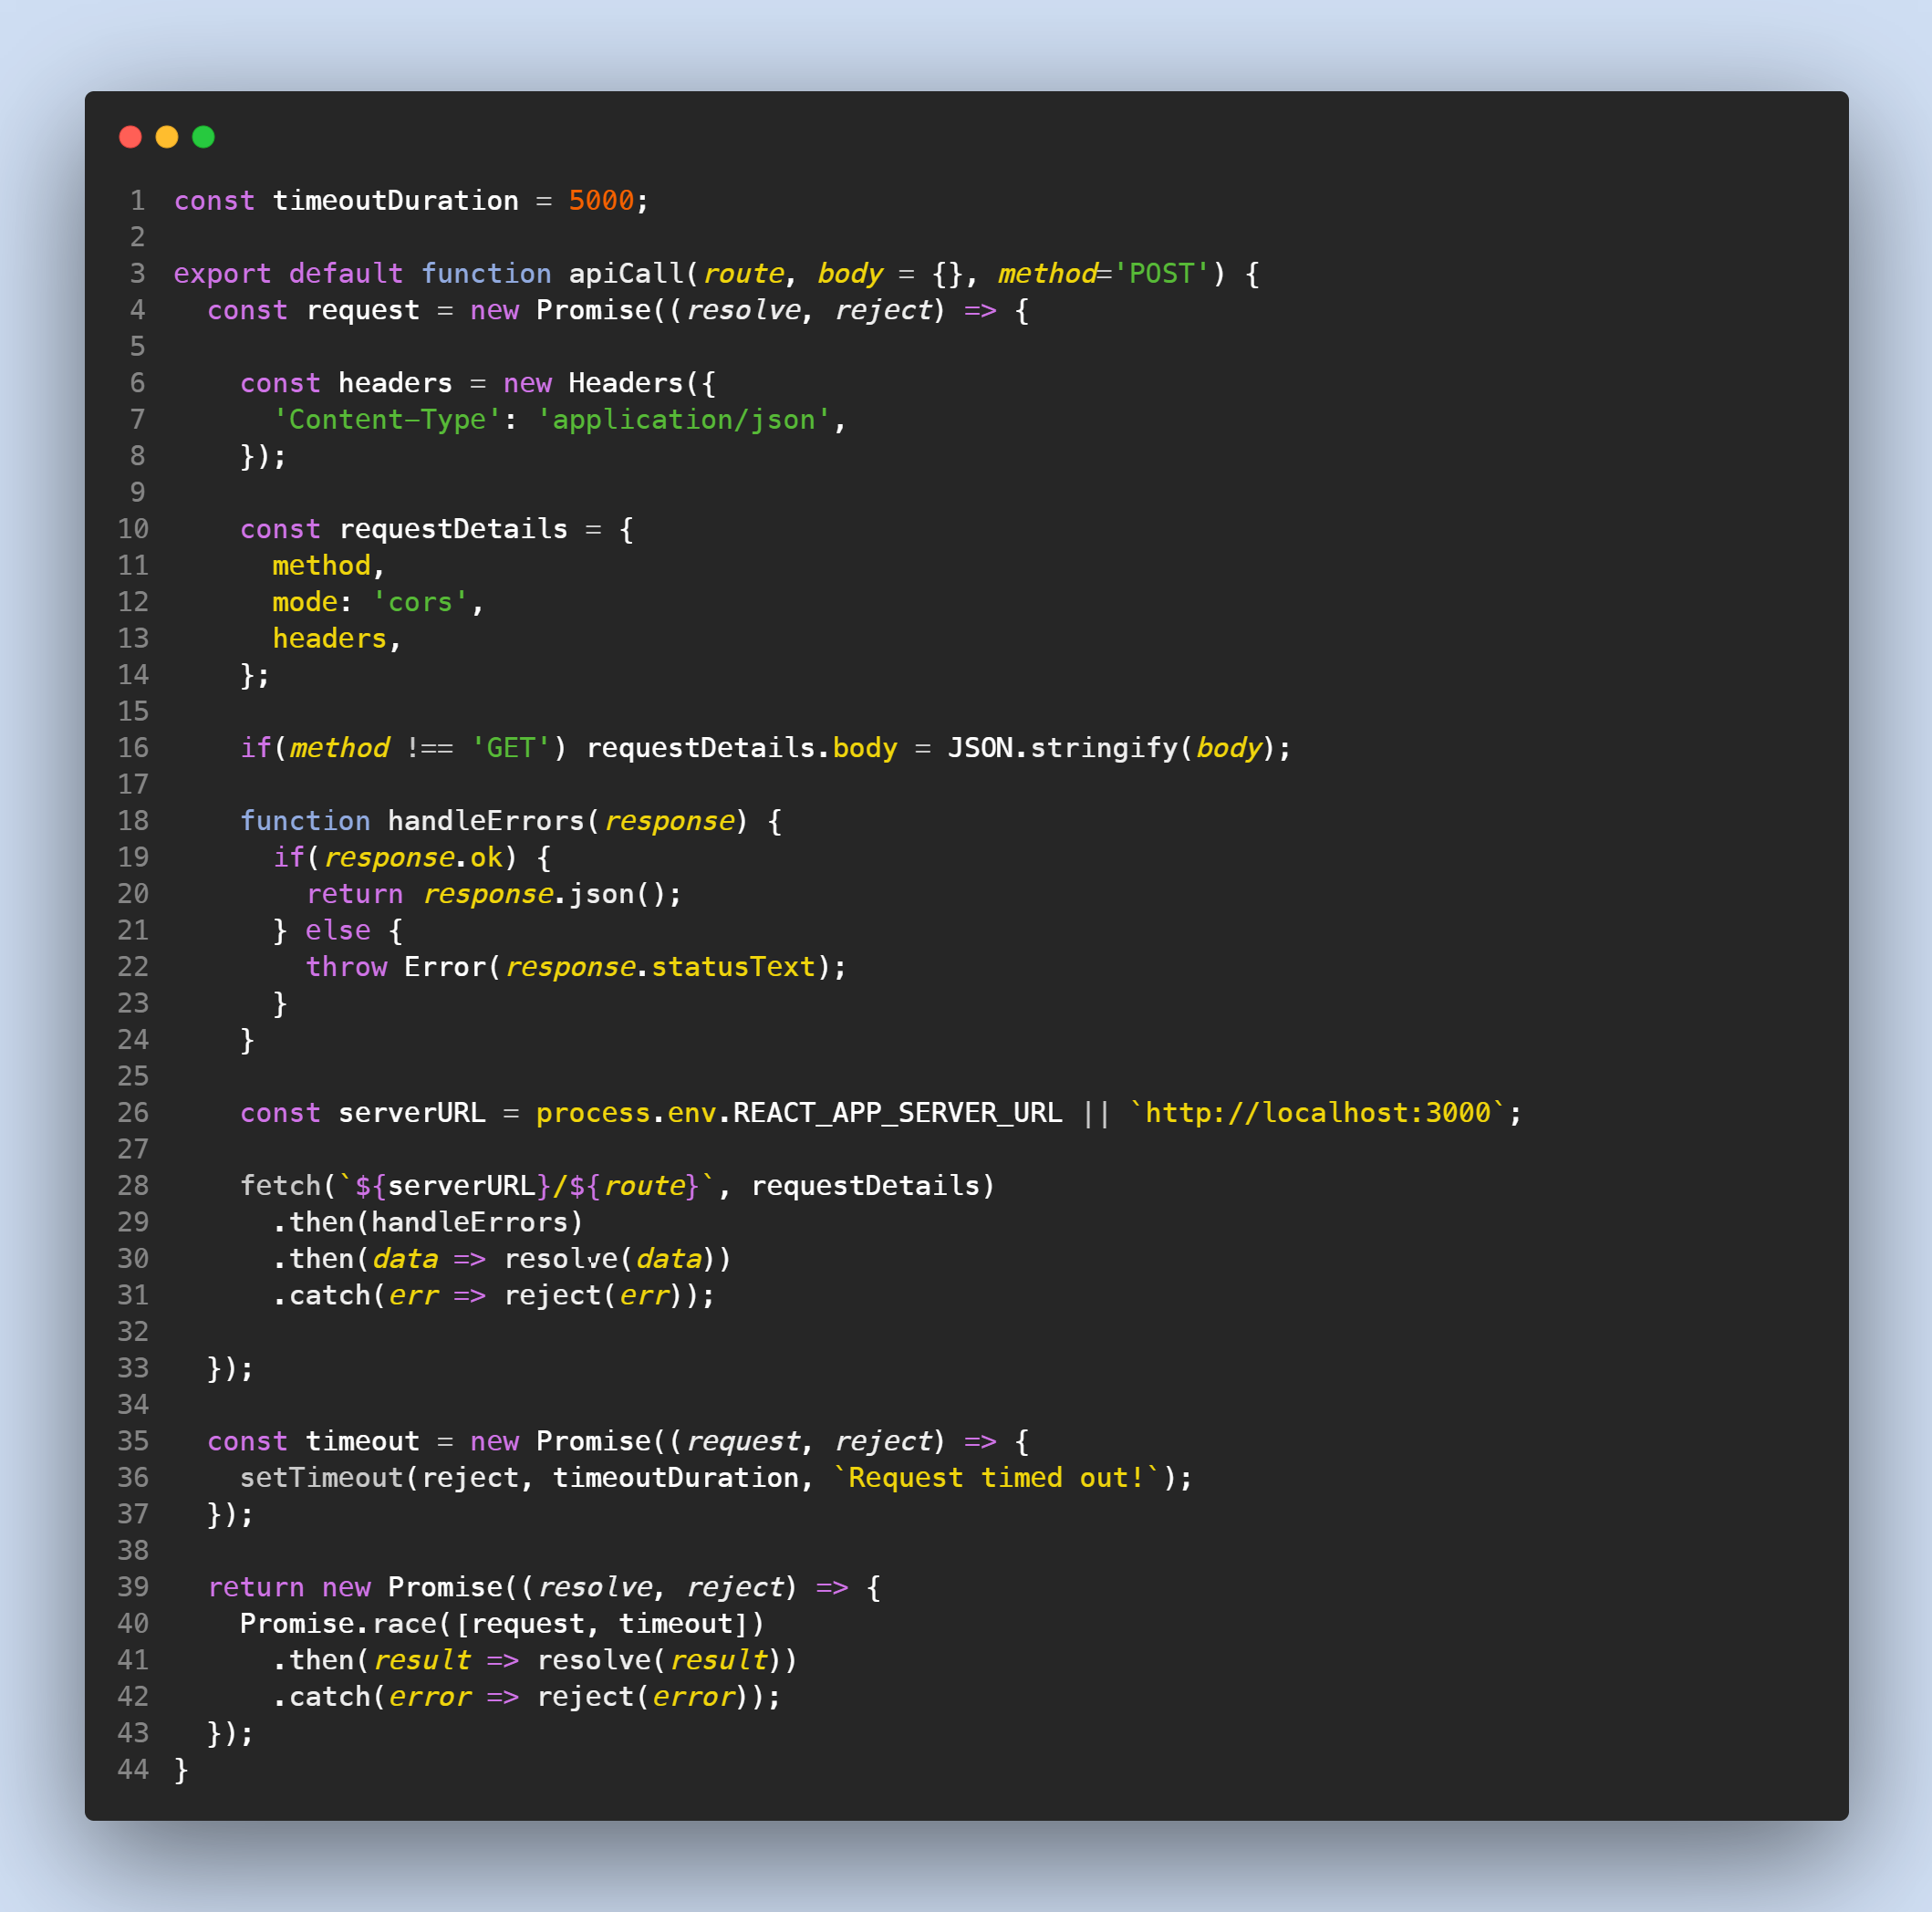 1 const timeoutDuration = 5000;
2
3 export default function apiCall(route, body = {}, method='POST') {
4   const request = new Promise((resolve, reject) => {
5
6     const headers = new Headers({
7       'Content-Type': 'application/json',
8     });
9
10     const requestDetails = {
11       method,
12       mode: 'cors',
13       headers,
14     };
15
16     if(method !== 'GET') requestDetails.body = JSON.stringify(body);
17
18     function handleErrors(response) {
19       if(response.ok) {
20         return response.json();
21       } else {
22         throw Error(response.statusText);
23       }
24     }
25
26     const serverURL = process.env.REACT_APP_SERVER_URL || `http://localhost:3000`;
27
28     fetch(`${serverURL}/${route}`, requestDetails)
29       .then(handleErrors)
30       .then(data => resolve(data))
31       .catch(err => reject(err));
32
33   });
34
35   const timeout = new Promise((request, reject) => {
36     setTimeout(reject, timeoutDuration, `Request timed out!`);
37   });
38
39   return new Promise((resolve, reject) => {
40     Promise.race([request, timeout])
41       .then(result => resolve(result))
42       .catch(error => reject(error));
43   });
44 }